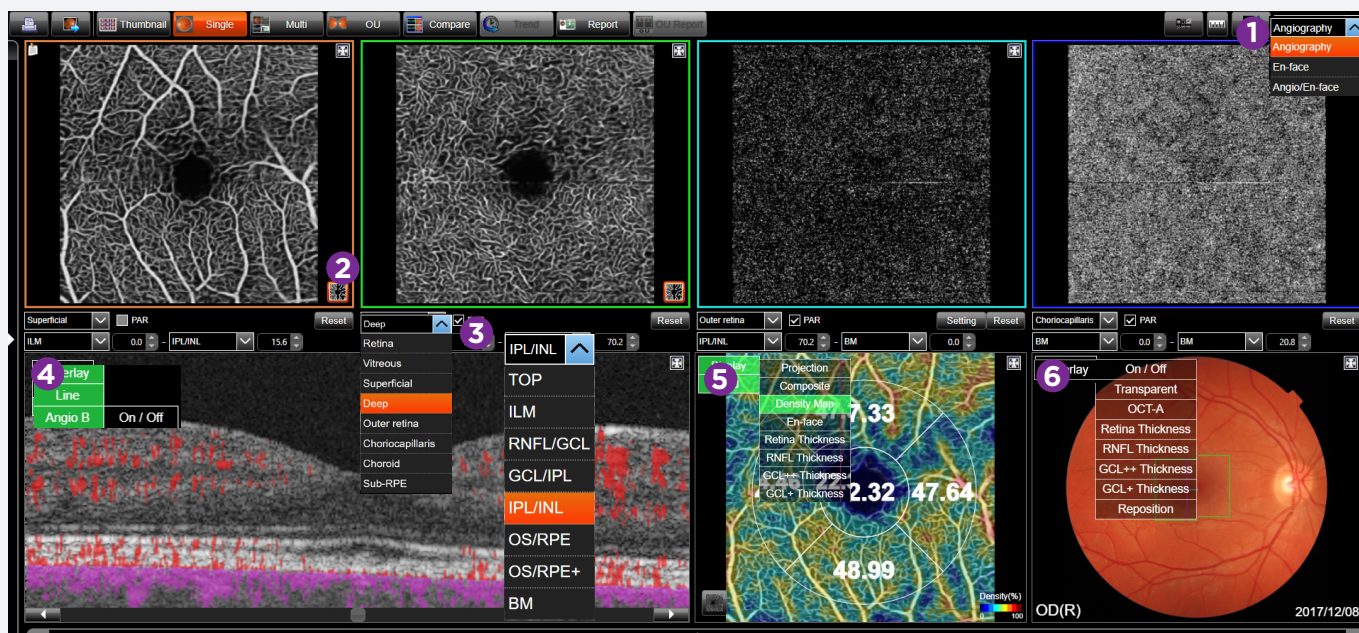 Thumbnail Single Multi OU Compare Trend Report OU Report
1 Angiography
Angiography
En-face
Angio/En-face
2
Superficial PAR Reset
ILM 0.0 - IPL/INL 15.6
3
Deep Reset
70.2
Retina
Vitreous
Superficial
Deep
Outer retina
Choriocapillaris
Choroid
Sub-RPE
IPL/INL
TOP
ILM
RNFL/GCL
GCL/IPL
IPL/INL
OS/RPE
OS/RPE+
BM
Outer retina PAR Setting Reset
IPL/INL 70.2 - BM 0.0
Choriocapillaris PAR Reset
BM 0.0 - BM 20.8
4
Line
Angio B On / Off
5
Projection
Composite
Density Map
En-face
Retina Thickness
RNFL Thickness
GCL++ Thickness
GCL+ Thickness
7.33
2.32 47.64
48.99
Density(%)
0 100
6
On / Off
Transparent
OCT-A
Retina Thickness
RNFL Thickness
GCL++ Thickness
GCL+ Thickness
Reposition
OD(R) 2017/12/08